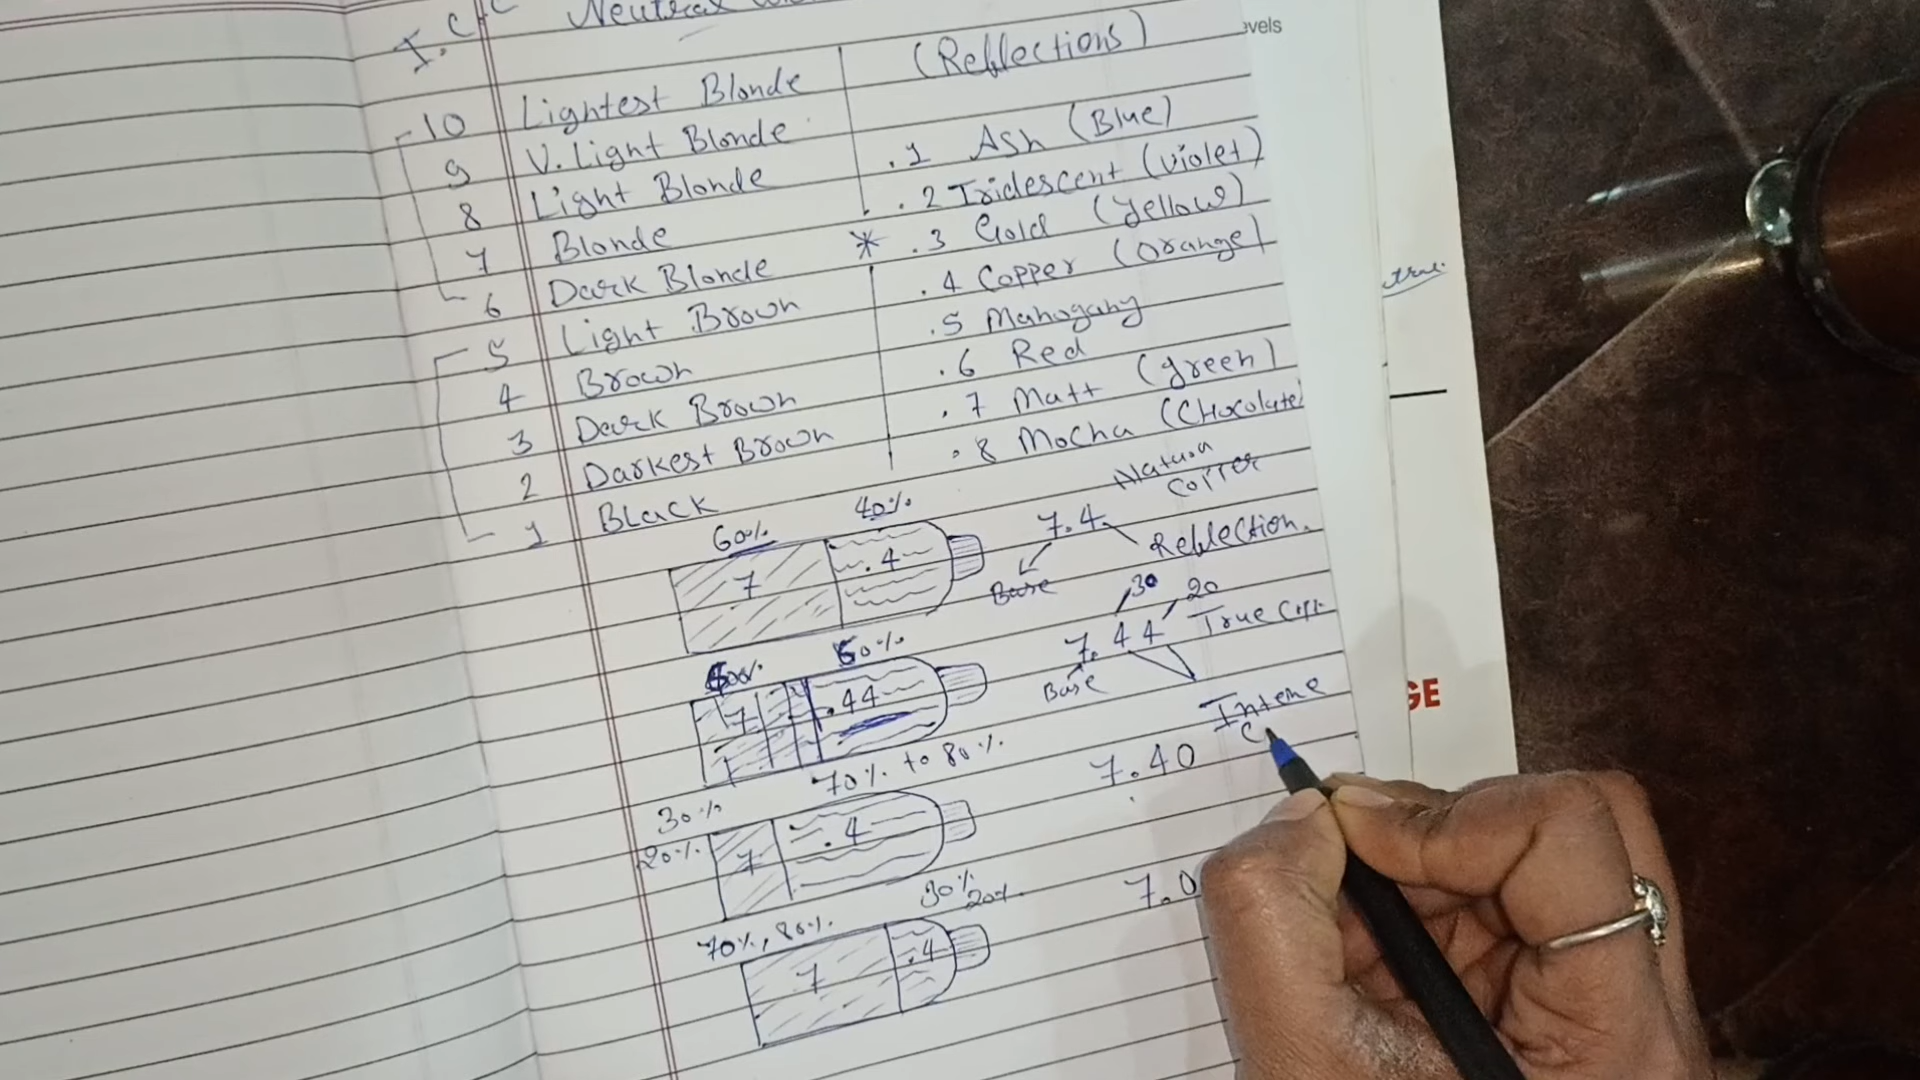 I.C.C Neutral
evels
(Reflections)
10 Lightest Blonde
9 V.Light Blonde
8 Light Blonde
7 Blonde
6 Dark Blonde
5 Light Brown
4 Brown
3 Dark Brown
2 Darkest Brown
1 Black
.1 Ash (Blue)
.2 Iridescent (violet)
* .3 Gold (yellow)
.4 Copper (orange)
.5 Mahogany
.6 Red
.7 Matt (green)
.8 Mocha (Chocolate)
true.
60% 40%
7 .4
7.4.
Copper
Base Reflection.
60%
7 .44
30 20
7.44 True
Base
Intense
C
30% 70% to 80%
20% 7 .4
7.40
70%, 80% 30% 20%
7 .4
7.0
GE